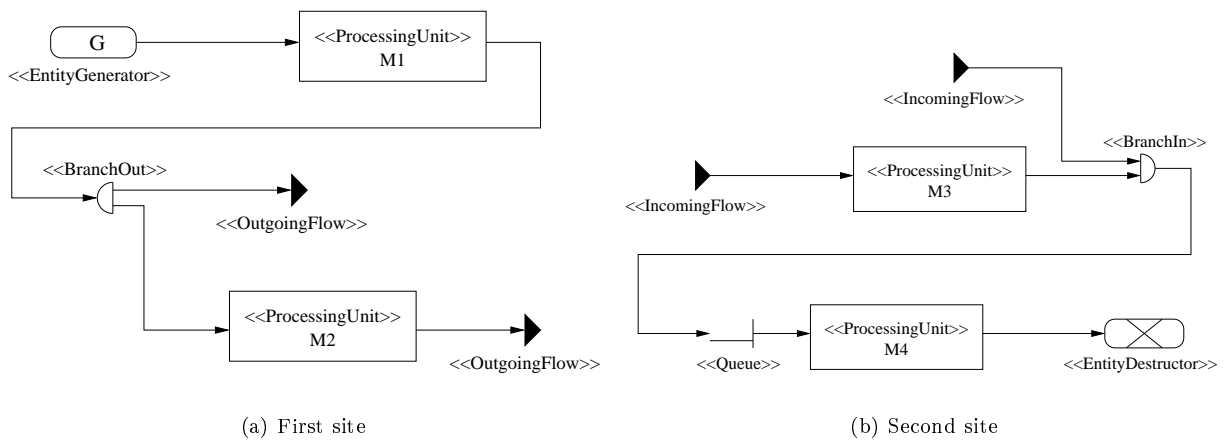 G
<<EntityGenerator>>
<<ProcessingUnit>>
M1
<<BranchOut>>
<<OutgoingFlow>>
<<ProcessingUnit>>
M2
<<OutgoingFlow>>
(a) First site
<<IncomingFlow>>
<<BranchIn>>
<<IncomingFlow>>
<<ProcessingUnit>>
M3
<<Queue>>
<<ProcessingUnit>>
M4
<<EntityDestructor>>
(b) Second site